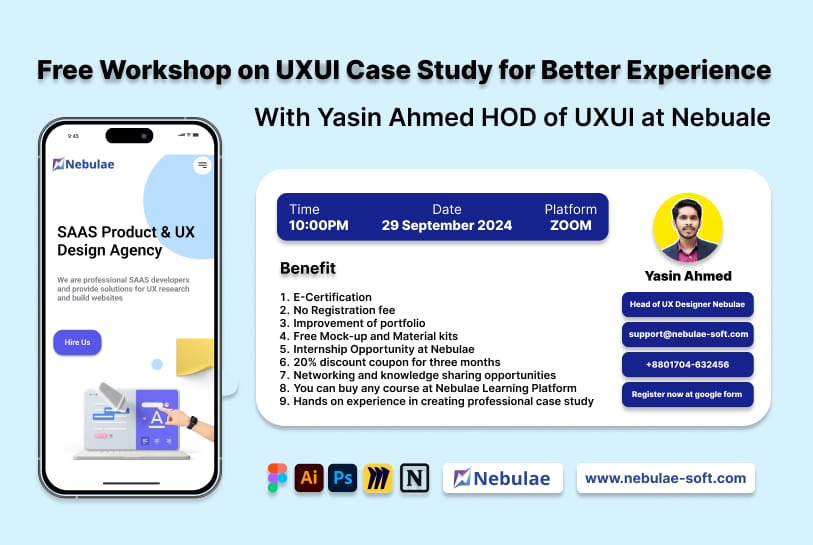 Free Workshop on UXUI Case Study for Better Experience
With Yasin Ahmed HOD of UXUI at Nebuale
9:45
Nebulae
SAAS Product & UX
Design Agency
We are professional SAAS developers
and provide solutions for UX research
and build websites
Hire Us
A
Time
10:00PM
Date
29 September 2024
Platform
ZOOM
Benefit
1. E-Certification
2. No Registration fee
3. Improvement of portfolio
4. Free Mock-up and Material kits
5. Internship Opportunity at Nebulae
6. 20% discount coupon for three months
7. Networking and knowledge sharing opportunities
8. You can buy any course at Nebulae Learning Platform
9. Hands on experience in creating professional case study
Yasin Ahmed
Head of UX Designer Nebulae
support@nebulae-soft.com
+8801704-632456
Register now at google form
Ai
Ps
N
Nebulae
www.nebulae-soft.com